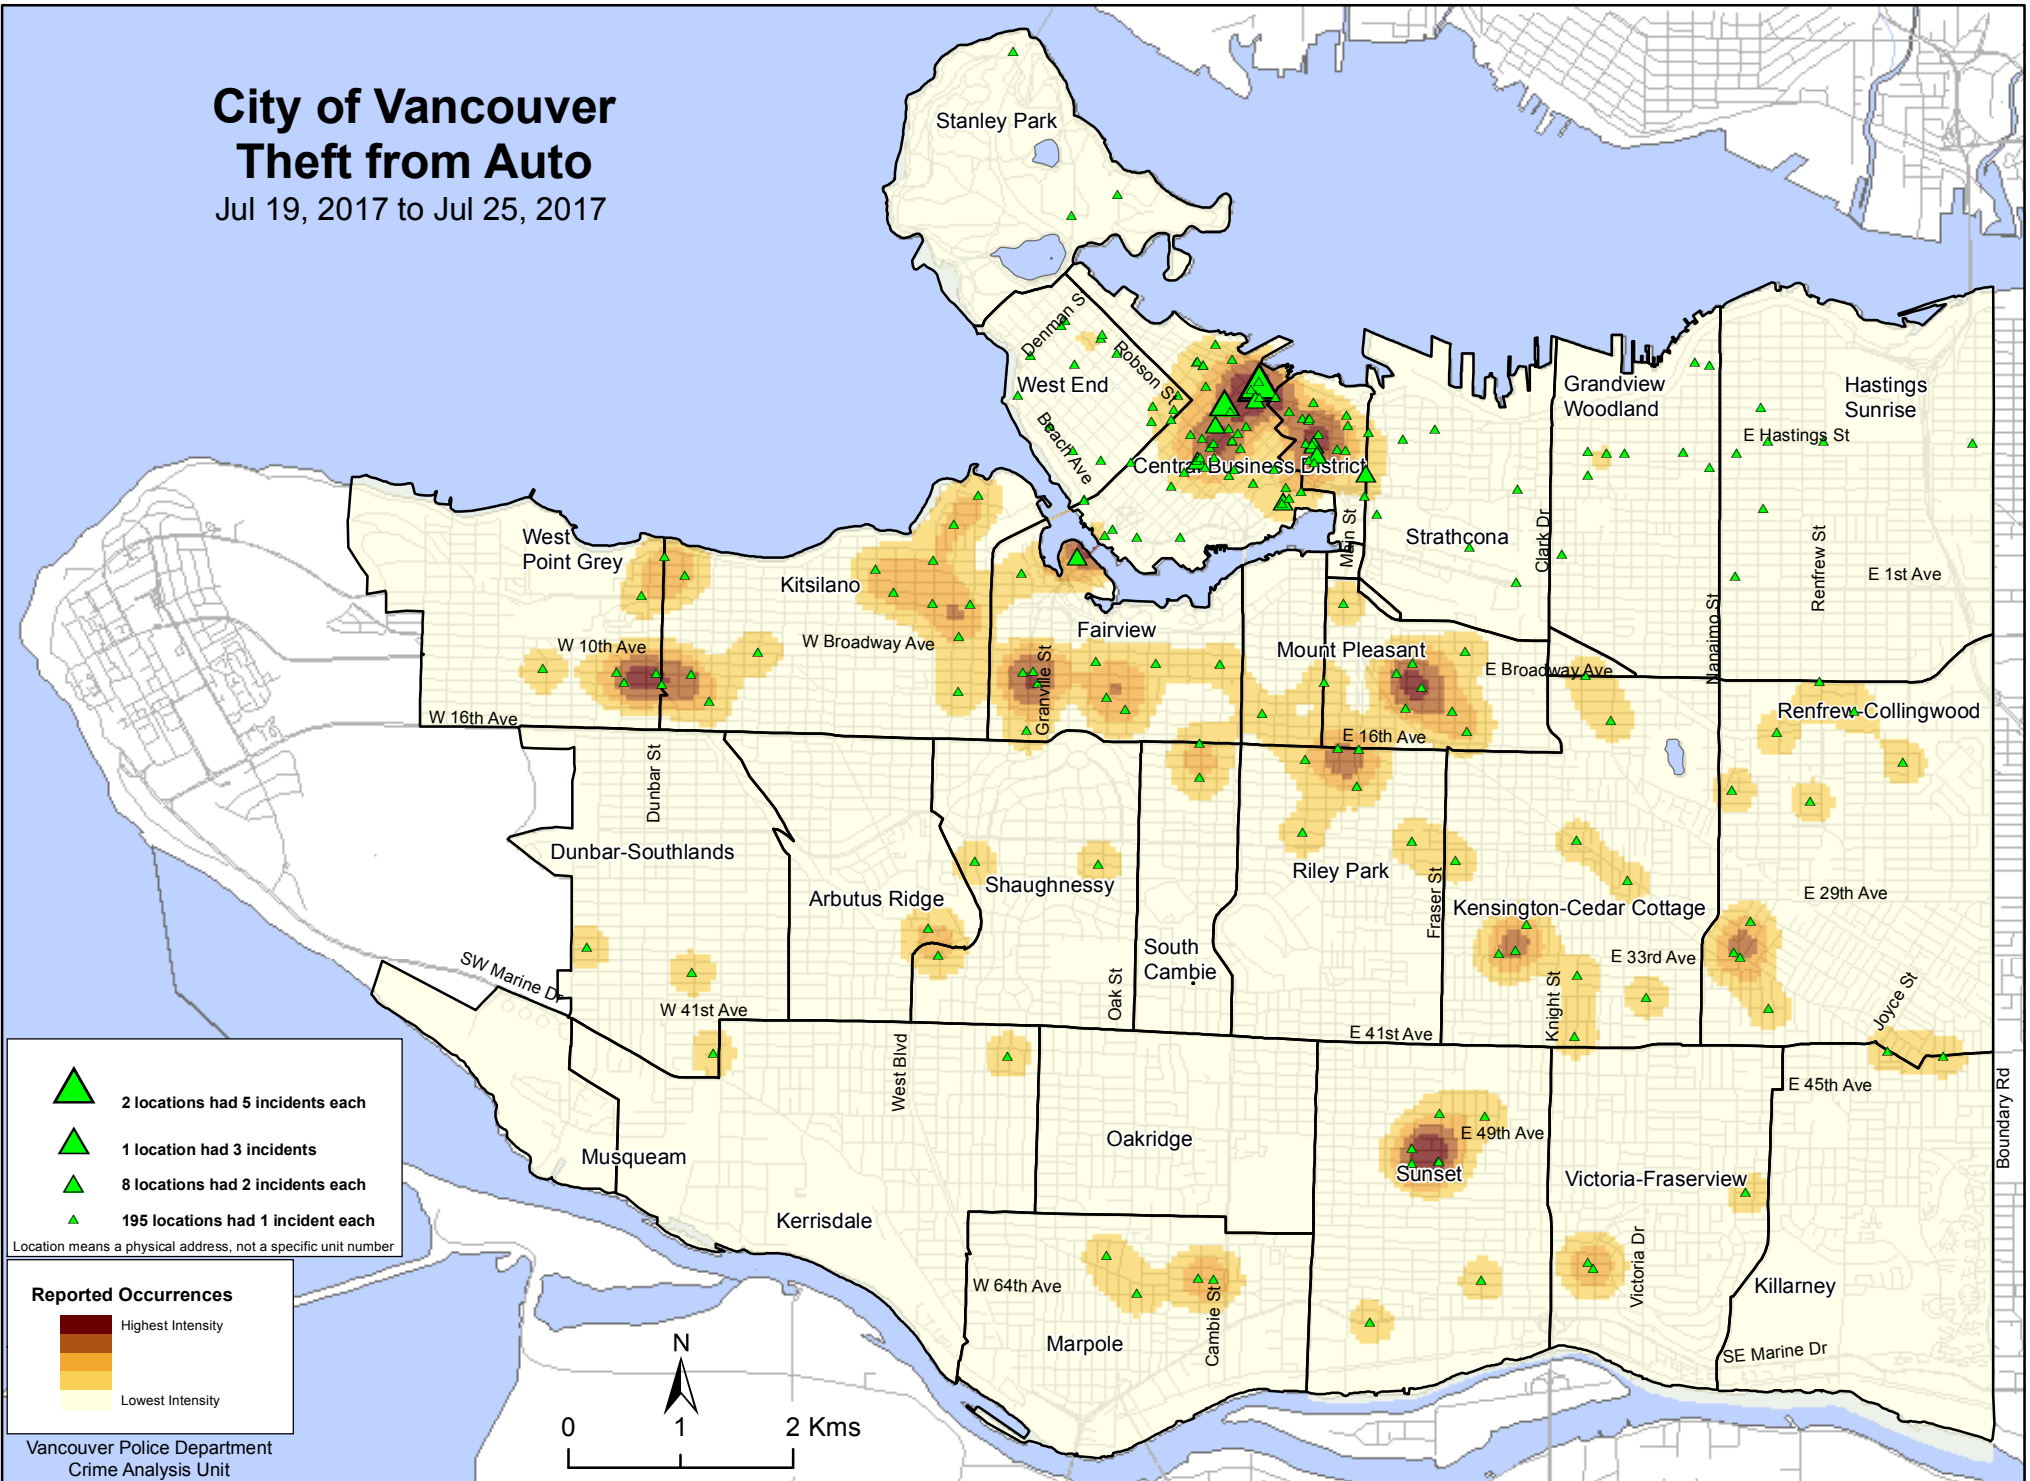 City of Vancouver
Theft from Auto
Jul 19, 2017 to Jul 25, 2017
Stanley Park
Denman S
Robson St
West End
Beach Ave
Central Business District
Grandview
Woodland
Hastings
Sunrise
E Hastings St
West
Point Grey
Kitsilano
Main St
Strathcona
Clark Dr
Nanaimo St
Renfrew St
E 1st Ave
Fairview
W 10th Ave
W Broadway Ave
Granville St
Mount Pleasant
E Broadway Ave
Renfrew-Collingwood
W 16th Ave
E 16th Ave
Dunbar St
Dunbar-Southlands
Arbutus Ridge
Shaughnessy
Riley Park
Fraser St
Kensington-Cedar Cottage
E 29th Ave
South
Cambie
E 33rd Ave
SW Marine Dr
W 41st Ave
Oak St
Knight St
Joyce St
E 41st Ave
West Blvd
E 45th Ave
Boundary Rd
Oakridge
E 49th Ave
Musqueam
Sunset
Victoria-Fraserview
Kerrisdale
W 64th Ave
Cambie St
Victoria Dr
Killarney
Marpole
SE Marine Dr
2 locations had 5 incidents each
1 location had 3 incidents
8 locations had 2 incidents each
195 locations had 1 incident each
Location means a physical address, not a specific unit number
Reported Occurrences
Highest Intensity
Lowest Intensity
N
0 1 2 Kms
Vancouver Police Department
Crime Analysis Unit